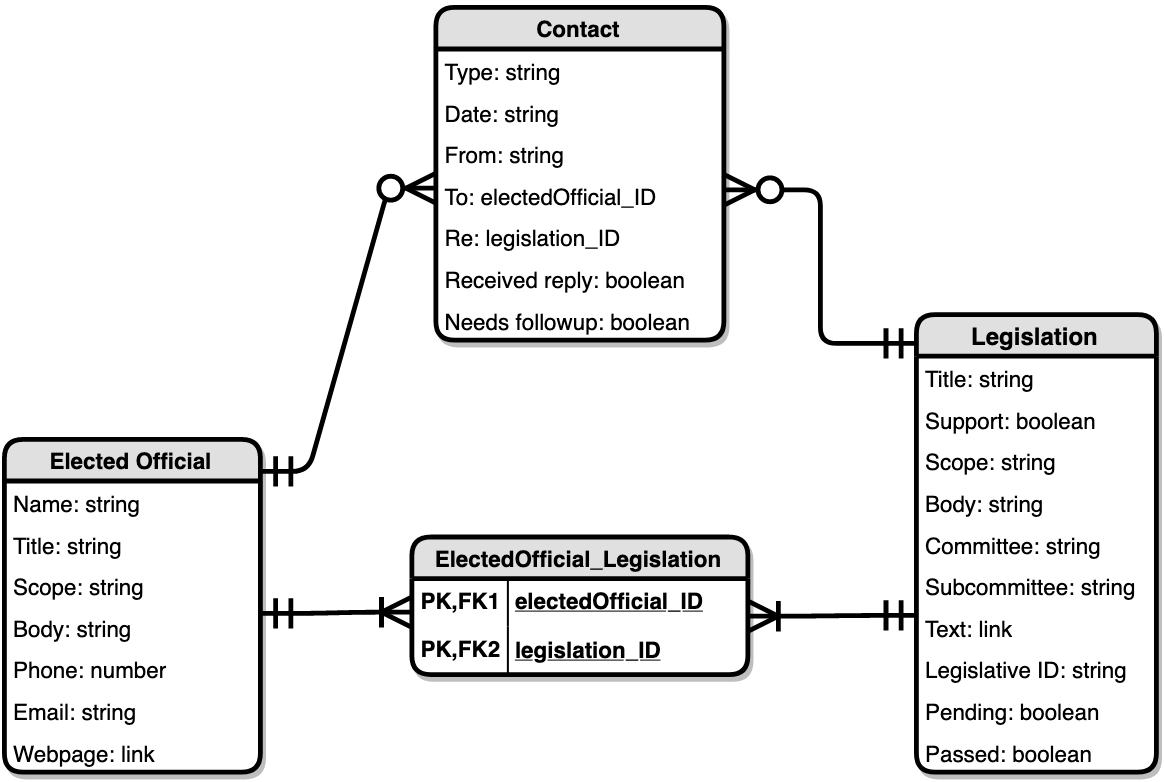 Contact
Type: string
Date: string
From: string
To: electedOfficial_ID
Re: legislation_ID
Received reply: boolean
Needs followup: boolean
Legislation
Title: string
Support: boolean
Scope: string
Body: string
Committee: string
Subcommittee: string
Text: link
Legislative ID: string
Pending: boolean
Passed: boolean
Elected Official
Name: string
Title: string
Scope: string
Body: string
Phone: number
Email: string
Webpage: link
ElectedOfficial_Legislation
PK,FK1 electedOfficial_ID
PK,FK2 legislation_ID